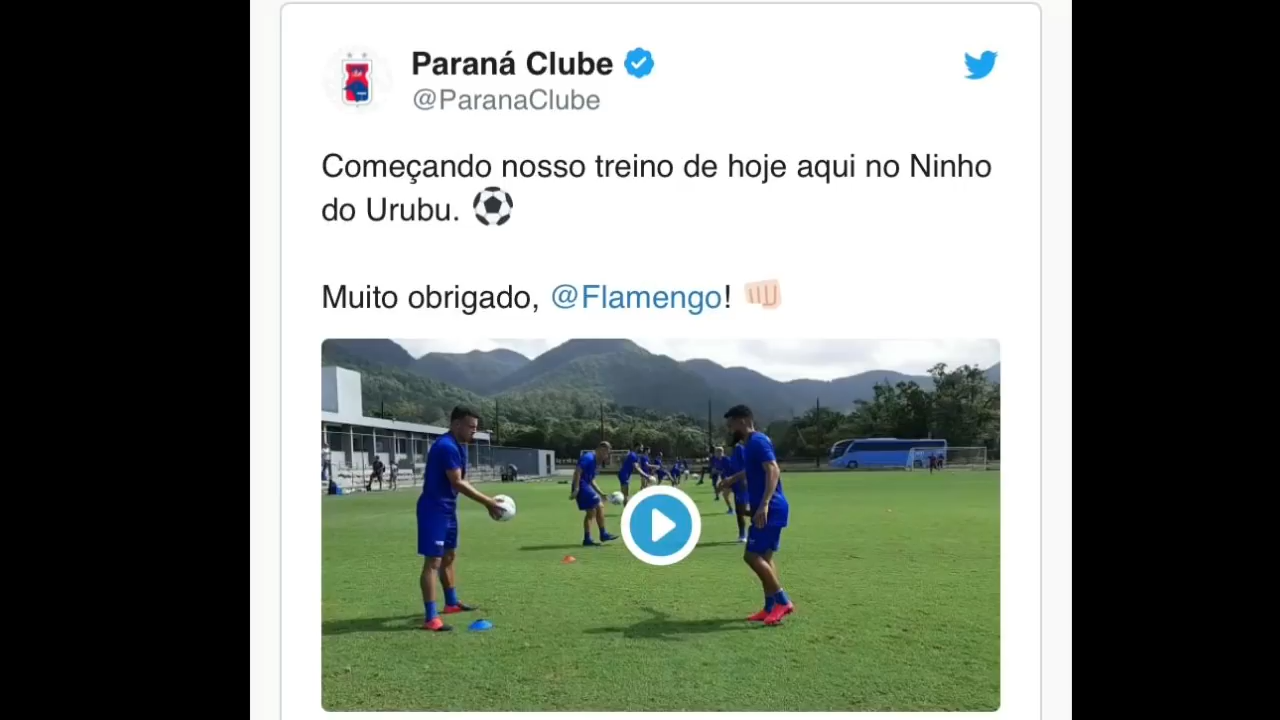 Paraná Clube
@ParanaClube
Começando nosso treino de hoje aqui no Ninho
do Urubu. ⚽
Muito obrigado, @Flamengo! 👊🏻